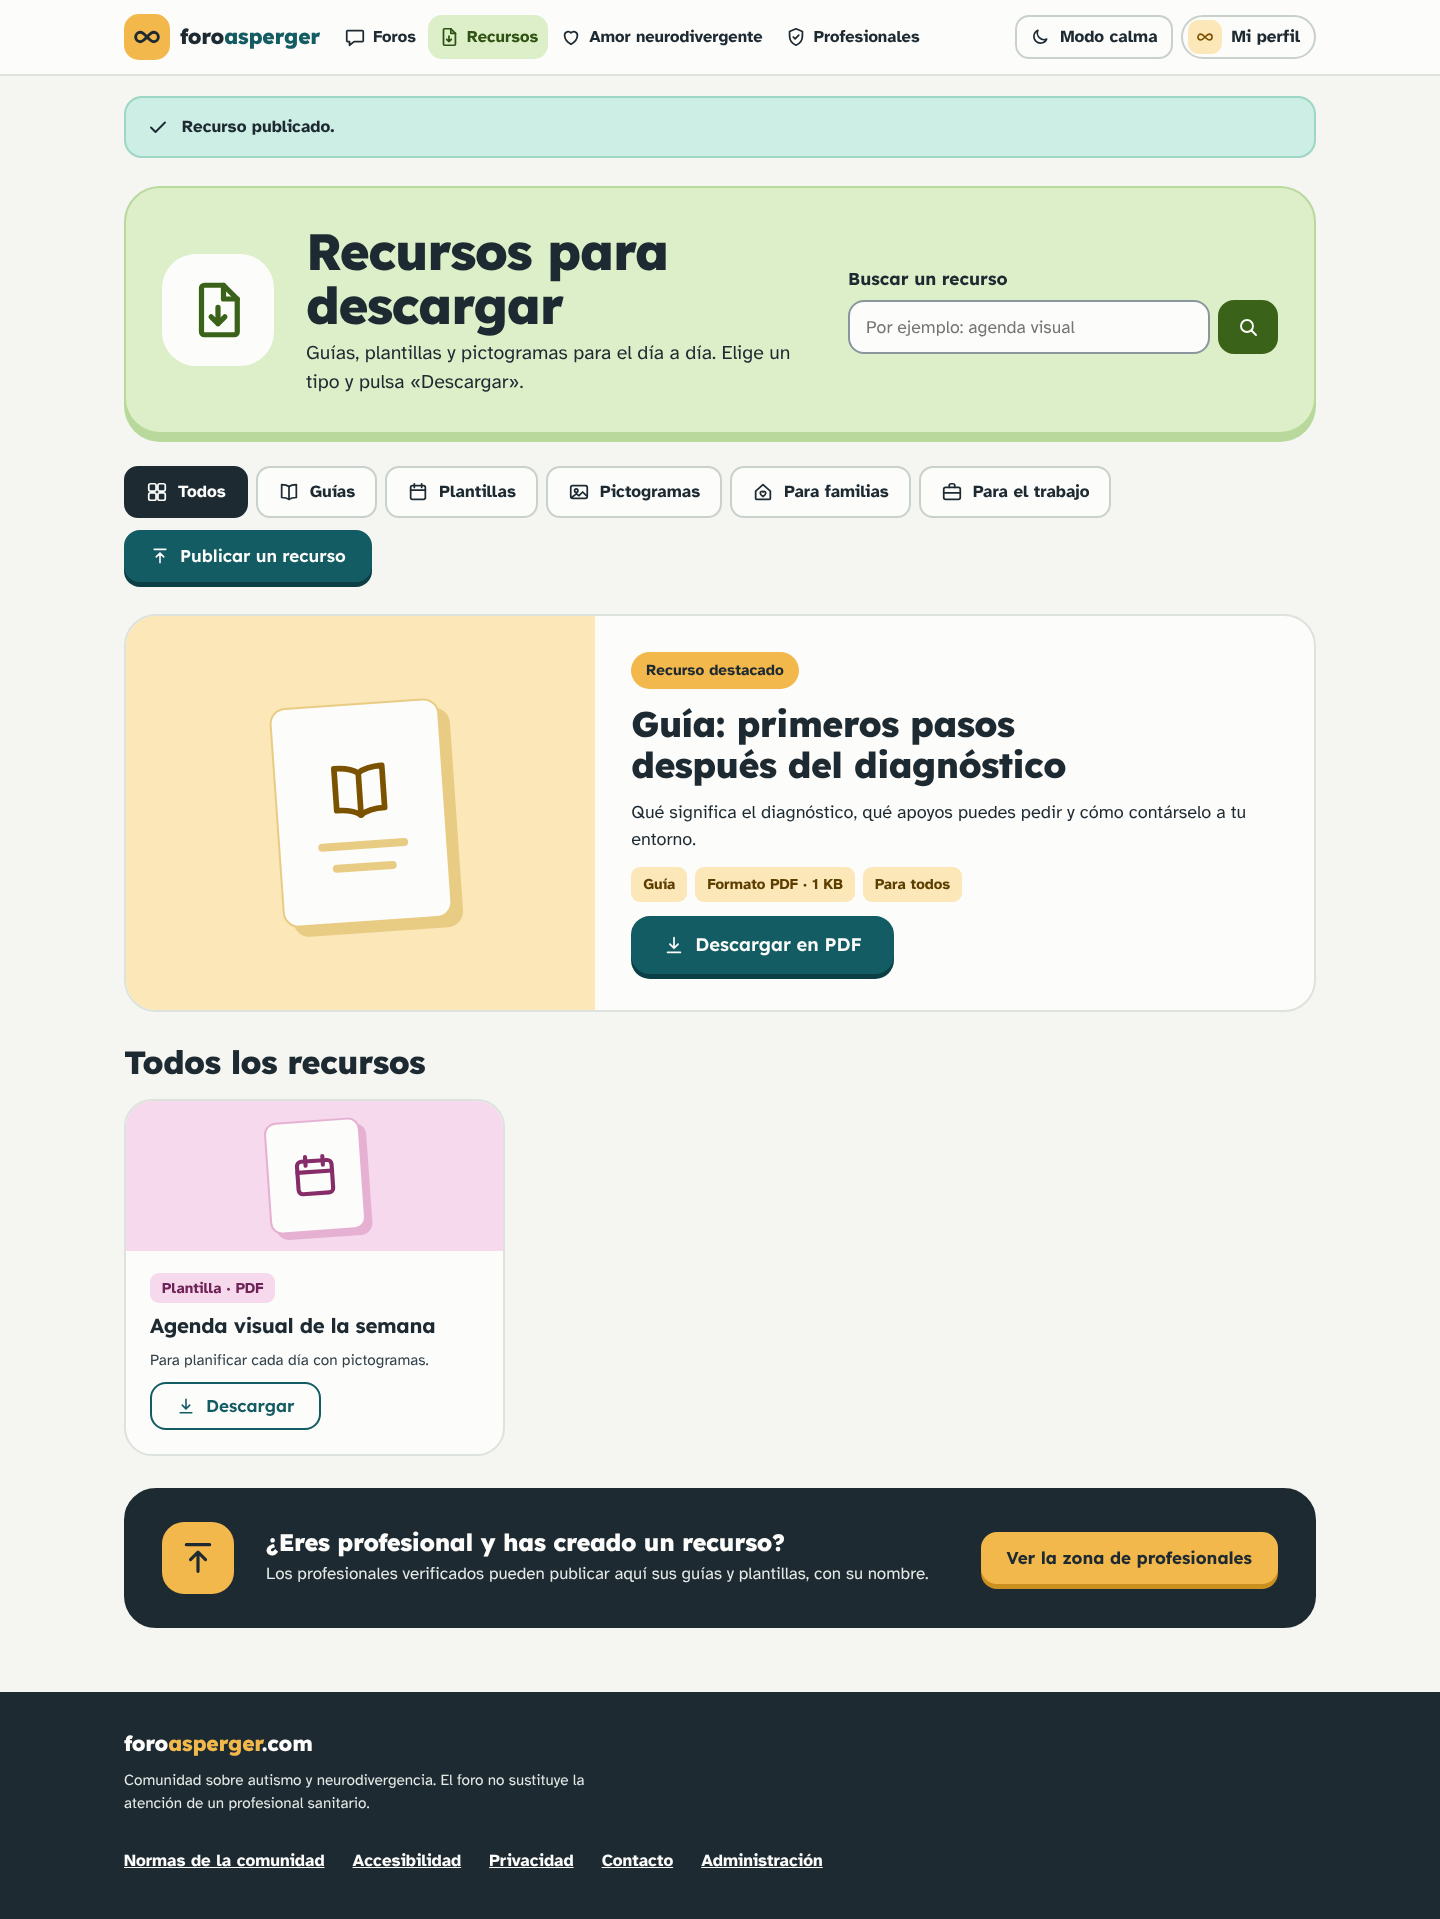 foroasperger
Foros
Recursos
Amor neurodivergente
Profesionales
Modo calma
Mi perfil
Recurso publicado.
Recursos para
descargar
Guías, plantillas y pictogramas para el día a día. Elige un
tipo y pulsa «Descargar».
Buscar un recurso
Por ejemplo: agenda visual
Todos
Guías
Plantillas
Pictogramas
Para familias
Para el trabajo
Publicar un recurso
Recurso destacado
Guía: primeros pasos
después del diagnóstico
Qué significa el diagnóstico, qué apoyos puedes pedir y cómo contárselo a tu
entorno.
Guía
Formato PDF · 1 KB
Para todos
Descargar en PDF
Todos los recursos
Plantilla · PDF
Agenda visual de la semana
Para planificar cada día con pictogramas.
Descargar
¿Eres profesional y has creado un recurso?
Los profesionales verificados pueden publicar aquí sus guías y plantillas, con su nombre.
Ver la zona de profesionales
foroasperger.com
Comunidad sobre autismo y neurodivergencia. El foro no sustituye la
atención de un profesional sanitario.
Normas de la comunidad
Accesibilidad
Privacidad
Contacto
Administración